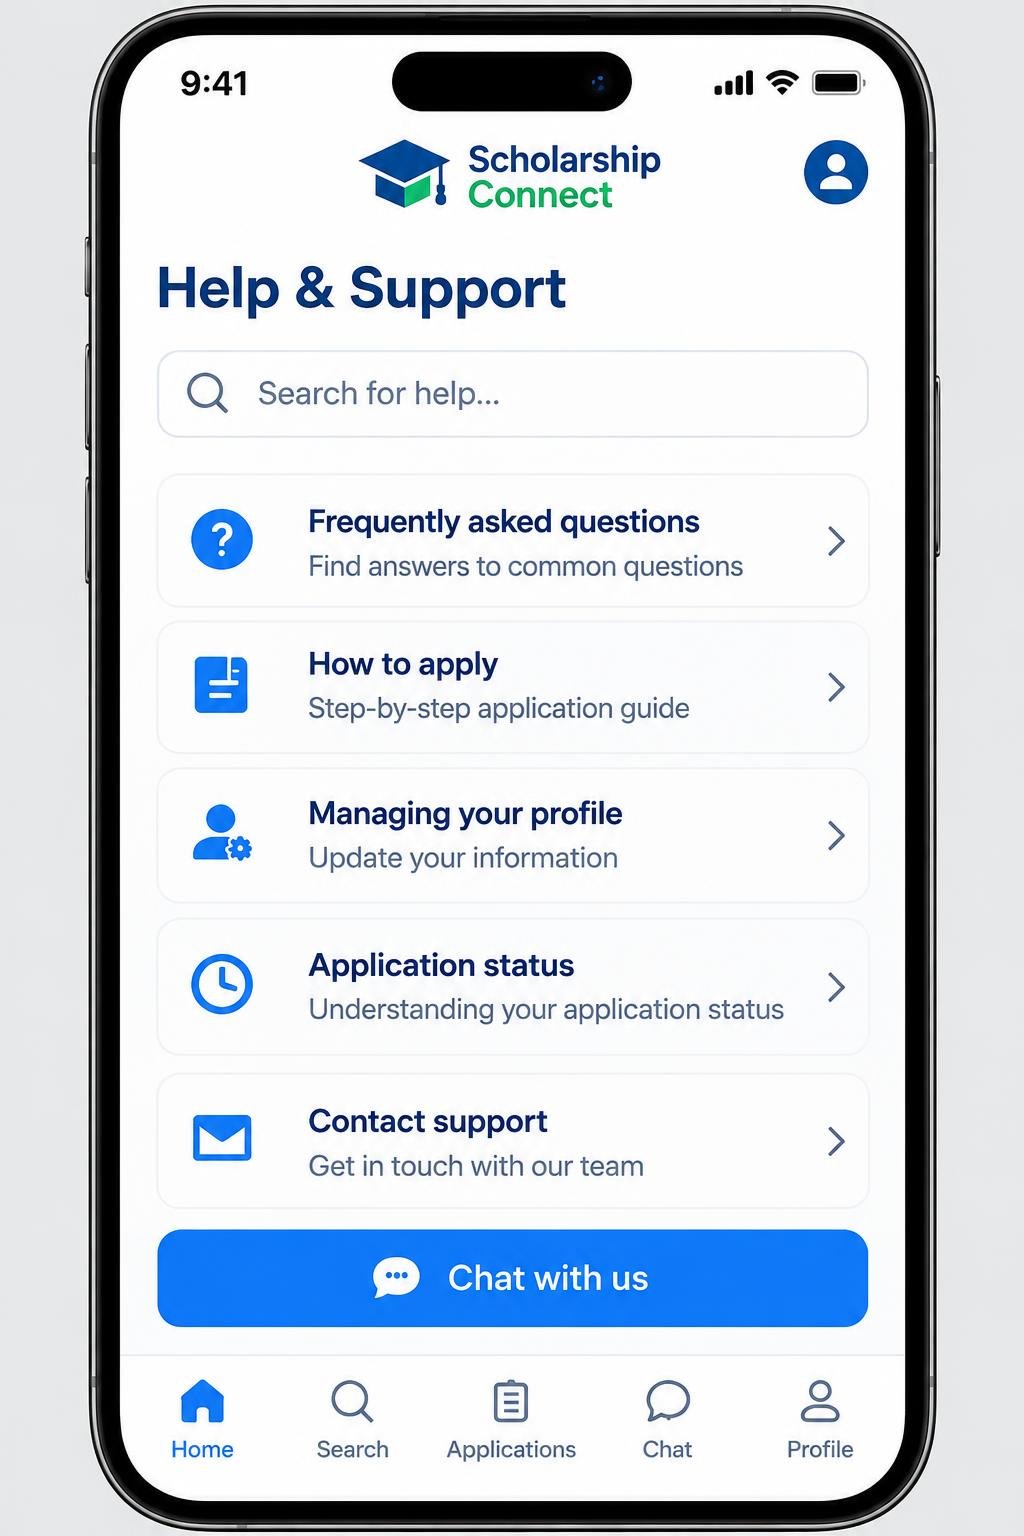 9:41
Scholarship
Connect
Help & Support
Search for help...
?
Frequently asked questions
Find answers to common questions
How to apply
Step-by-step application guide
Managing your profile
Update your information
Application status
Understanding your application status
Contact support
Get in touch with our team
Chat with us
Home
Search
Applications
Chat
Profile